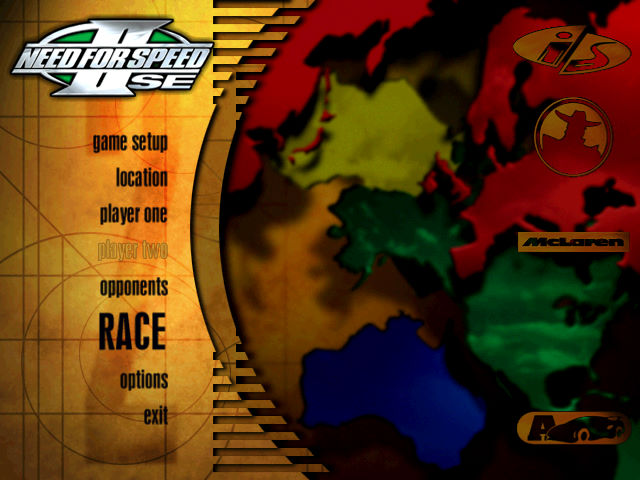 NEED FOR SPEED
II
SE
game setup
location
player one
player two
opponents
RACE
options
exit
i/S
McLaren
A